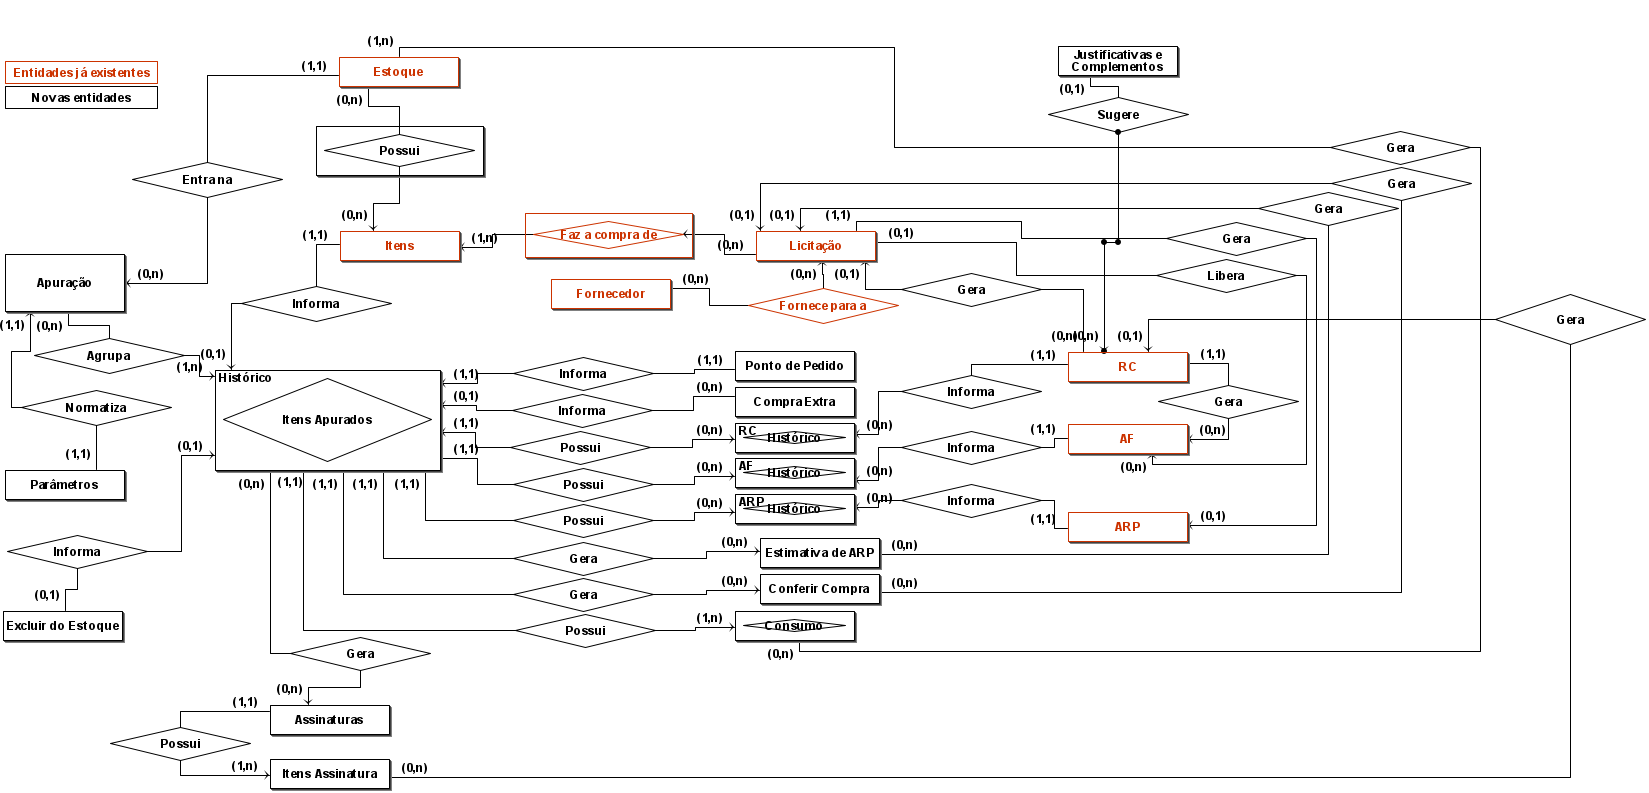 (1,n)
Justificativas e
Complementos
(1,1)
Estoque
Entidades já existentes
Novas entidades
(0,n)
(0,1)
Sugere
Possui
Gera
Entra na
Gera
(0,n)
(0,1)
(0,1)
(1,1)
Gera
(1,1)
Itens
(1,n)
Faz a compra de
(0,n)
Licitação
(0,1)
Gera
(0,n)
(0,n)
(0,1)
Libera
Apuração
(0,n)
Fornecedor
Gera
Informa
Fornece para a
(1,1)
(0,n)
Gera
(0,n)
(0,n)
(0,1)
Agrupa
(0,1)
(1,n)
(1,1)
(1,1)
(1,1)
Ponto de Pedido
RC
Histórico
Informa
(1,1)
Informa
(0,n)
Compra Extra
Informa
(0,1)
Gera
Normatiza
Itens Apurados
(1,1)
(0,n)
RC
Histórico
(0,n)
(1,1)
AF
(0,n)
(0,1)
(1,1)
Possui
Informa
(1,1)
(0,n)
AF
Histórico
(0,n)
(0,n)
Parâmetros
(0,n)
(1,1)
(1,1)
(1,1)
(1,1)
Possui
(0,n)
ARP
Histórico
(0,n)
Informa
(1,1)
ARP
(0,1)
Possui
Informa
(0,n)
Estimativa de ARP
(0,n)
Gera
(0,1)
(0,n)
Conferir Compra
(0,n)
Gera
Excluir do Estoque
(1,n)
Consumo
Possui
Gera
(0,n)
(0,n)
(1,1)
Assinaturas
Possui
(1,n)
Itens Assinatura
(0,n)